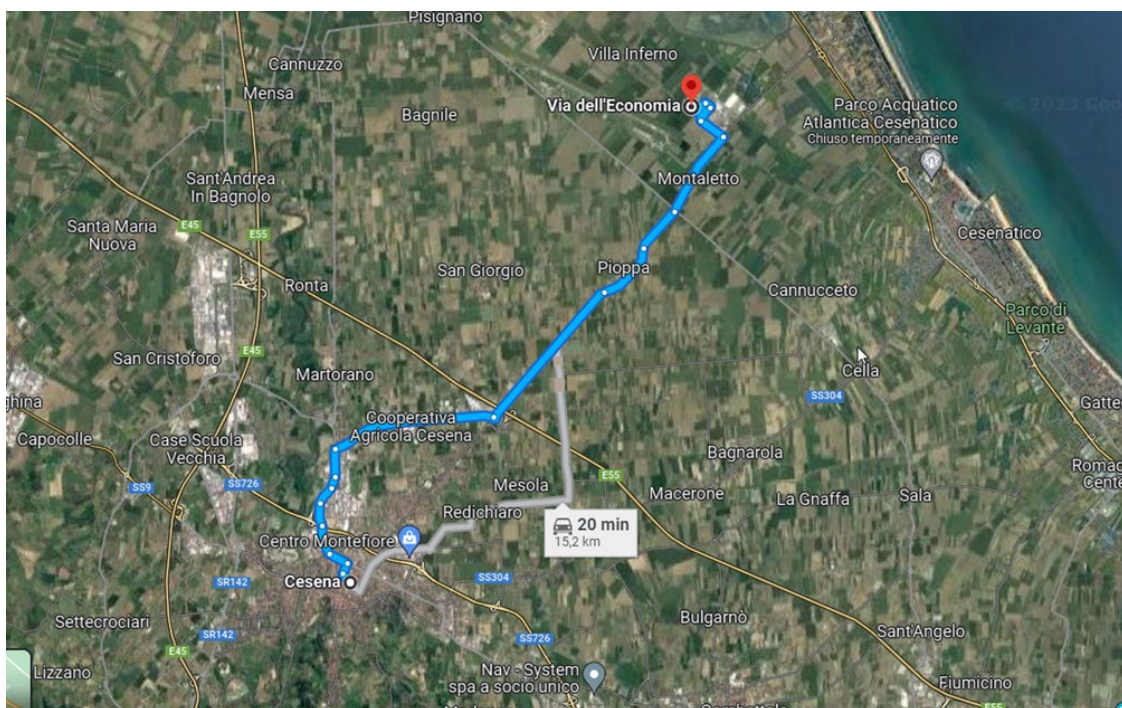 Pisignano
Villa Inferno
Cannuzzo
Mensa
Via dell'Economia
Bagnile
Parco Acquatico
Atlantica Cesenatico
Chiuso temporaneamente
Sant'Andrea
In Bagnolo
Montaletto
Santa Maria
Nuova
E45
E55
Cesenatico
San Giorgio
Pioppa
Ronta
Cannucceto
Parco di
Levante
E45
San Cristoforo
Martorano
Cella
SS304
Cooperativa
Agricola Cesena
Capocolle
Case Scuola
Vecchia
Bagnarola
SS9
SS726
Mesola
E55
Macerone
La Gnaffa
Sala
Redichiaro
20 min
15,2 km
Centro Montefiore
Cesena
SR142
SS304
Settecrociari
SR142
Bulgarnò
Sant'Angelo
SS726
E45
Lizzano
Nav - System
spa a socio unico
Fiumicino